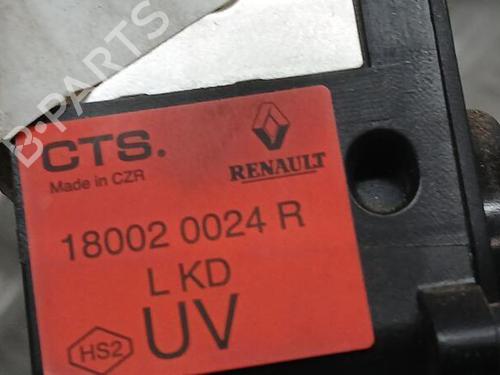 B-PARTS
CTS.
Made in CZR
RENAULT
18002 0024 R
L KD
UV
HS2